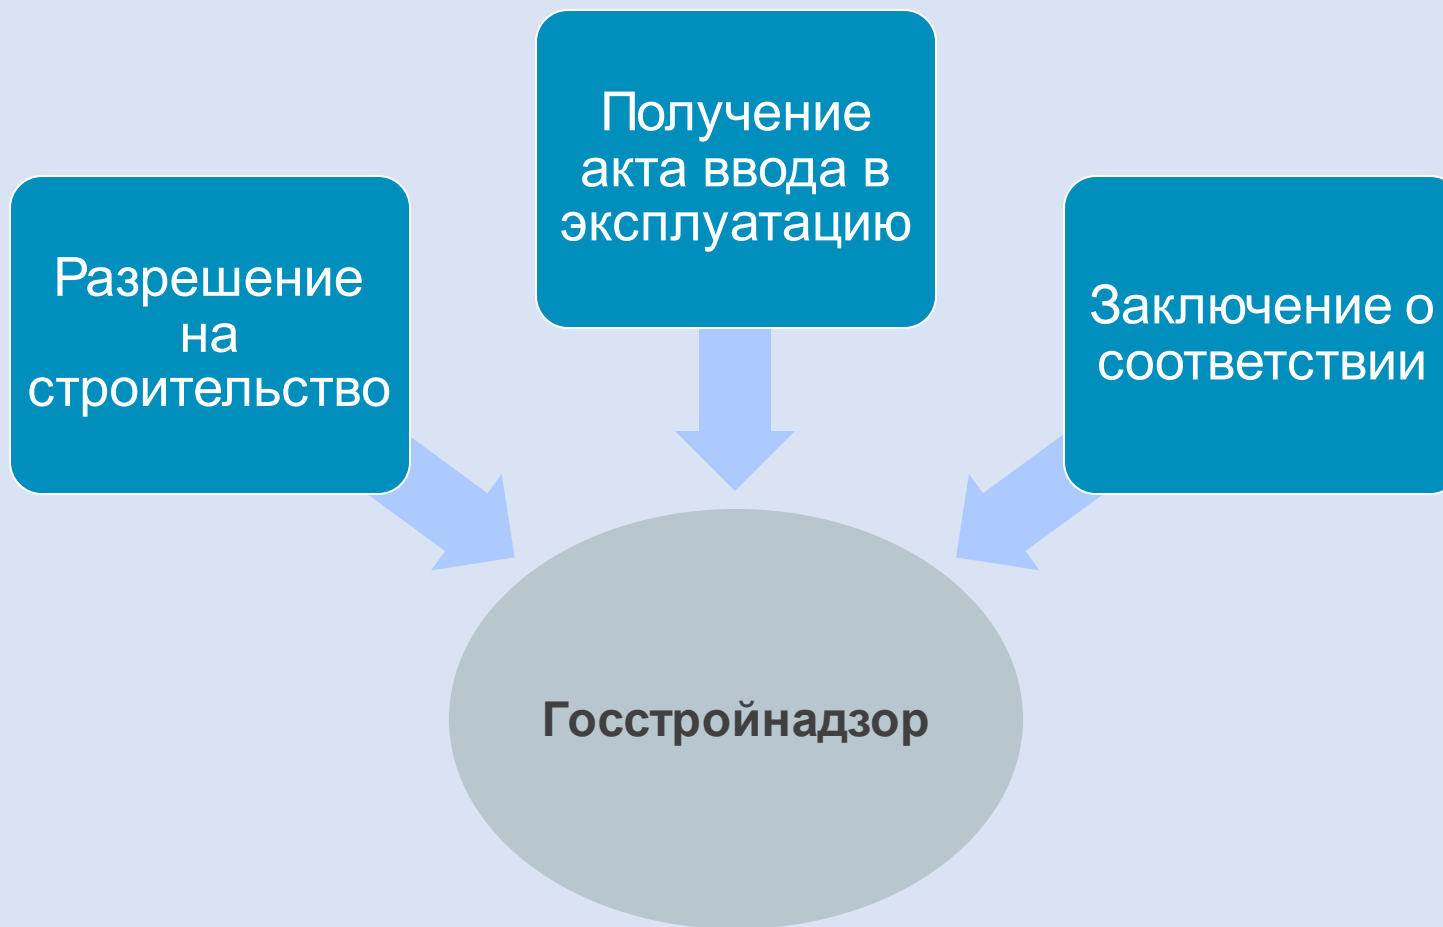 Получение
акта ввода в
эксплуатацию
Разрешение
на
строительство
Заключение о
соответствии
Госстройнадзор